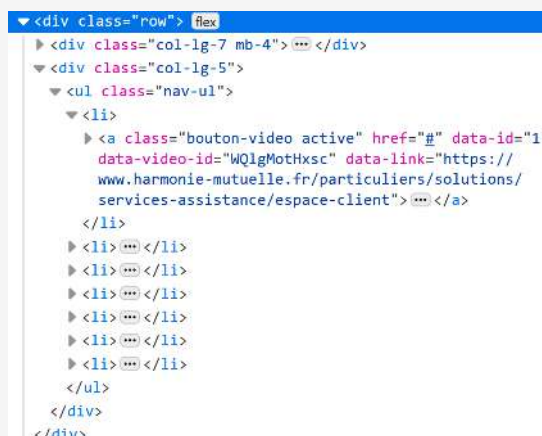 <div class="row"> flex
<div class="col-lg-7 mb-4"> ••• </div>
<div class="col-lg-5">
<ul class="nav-ul">
<li>
<a class="bouton-video active" href="#" data-id="1
data-video-id="WQlgMotHxsc" data-link="https://
www.harmonie-mutuelle.fr/particuliers/solutions/
services-assistance/espace-client"> ••• </a>
</li>
<li> ••• </li>
<li> ••• </li>
<li> ••• </li>
<li> ••• </li>
<li> ••• </li>
<li> ••• </li>
</ul>
</div>
</div>